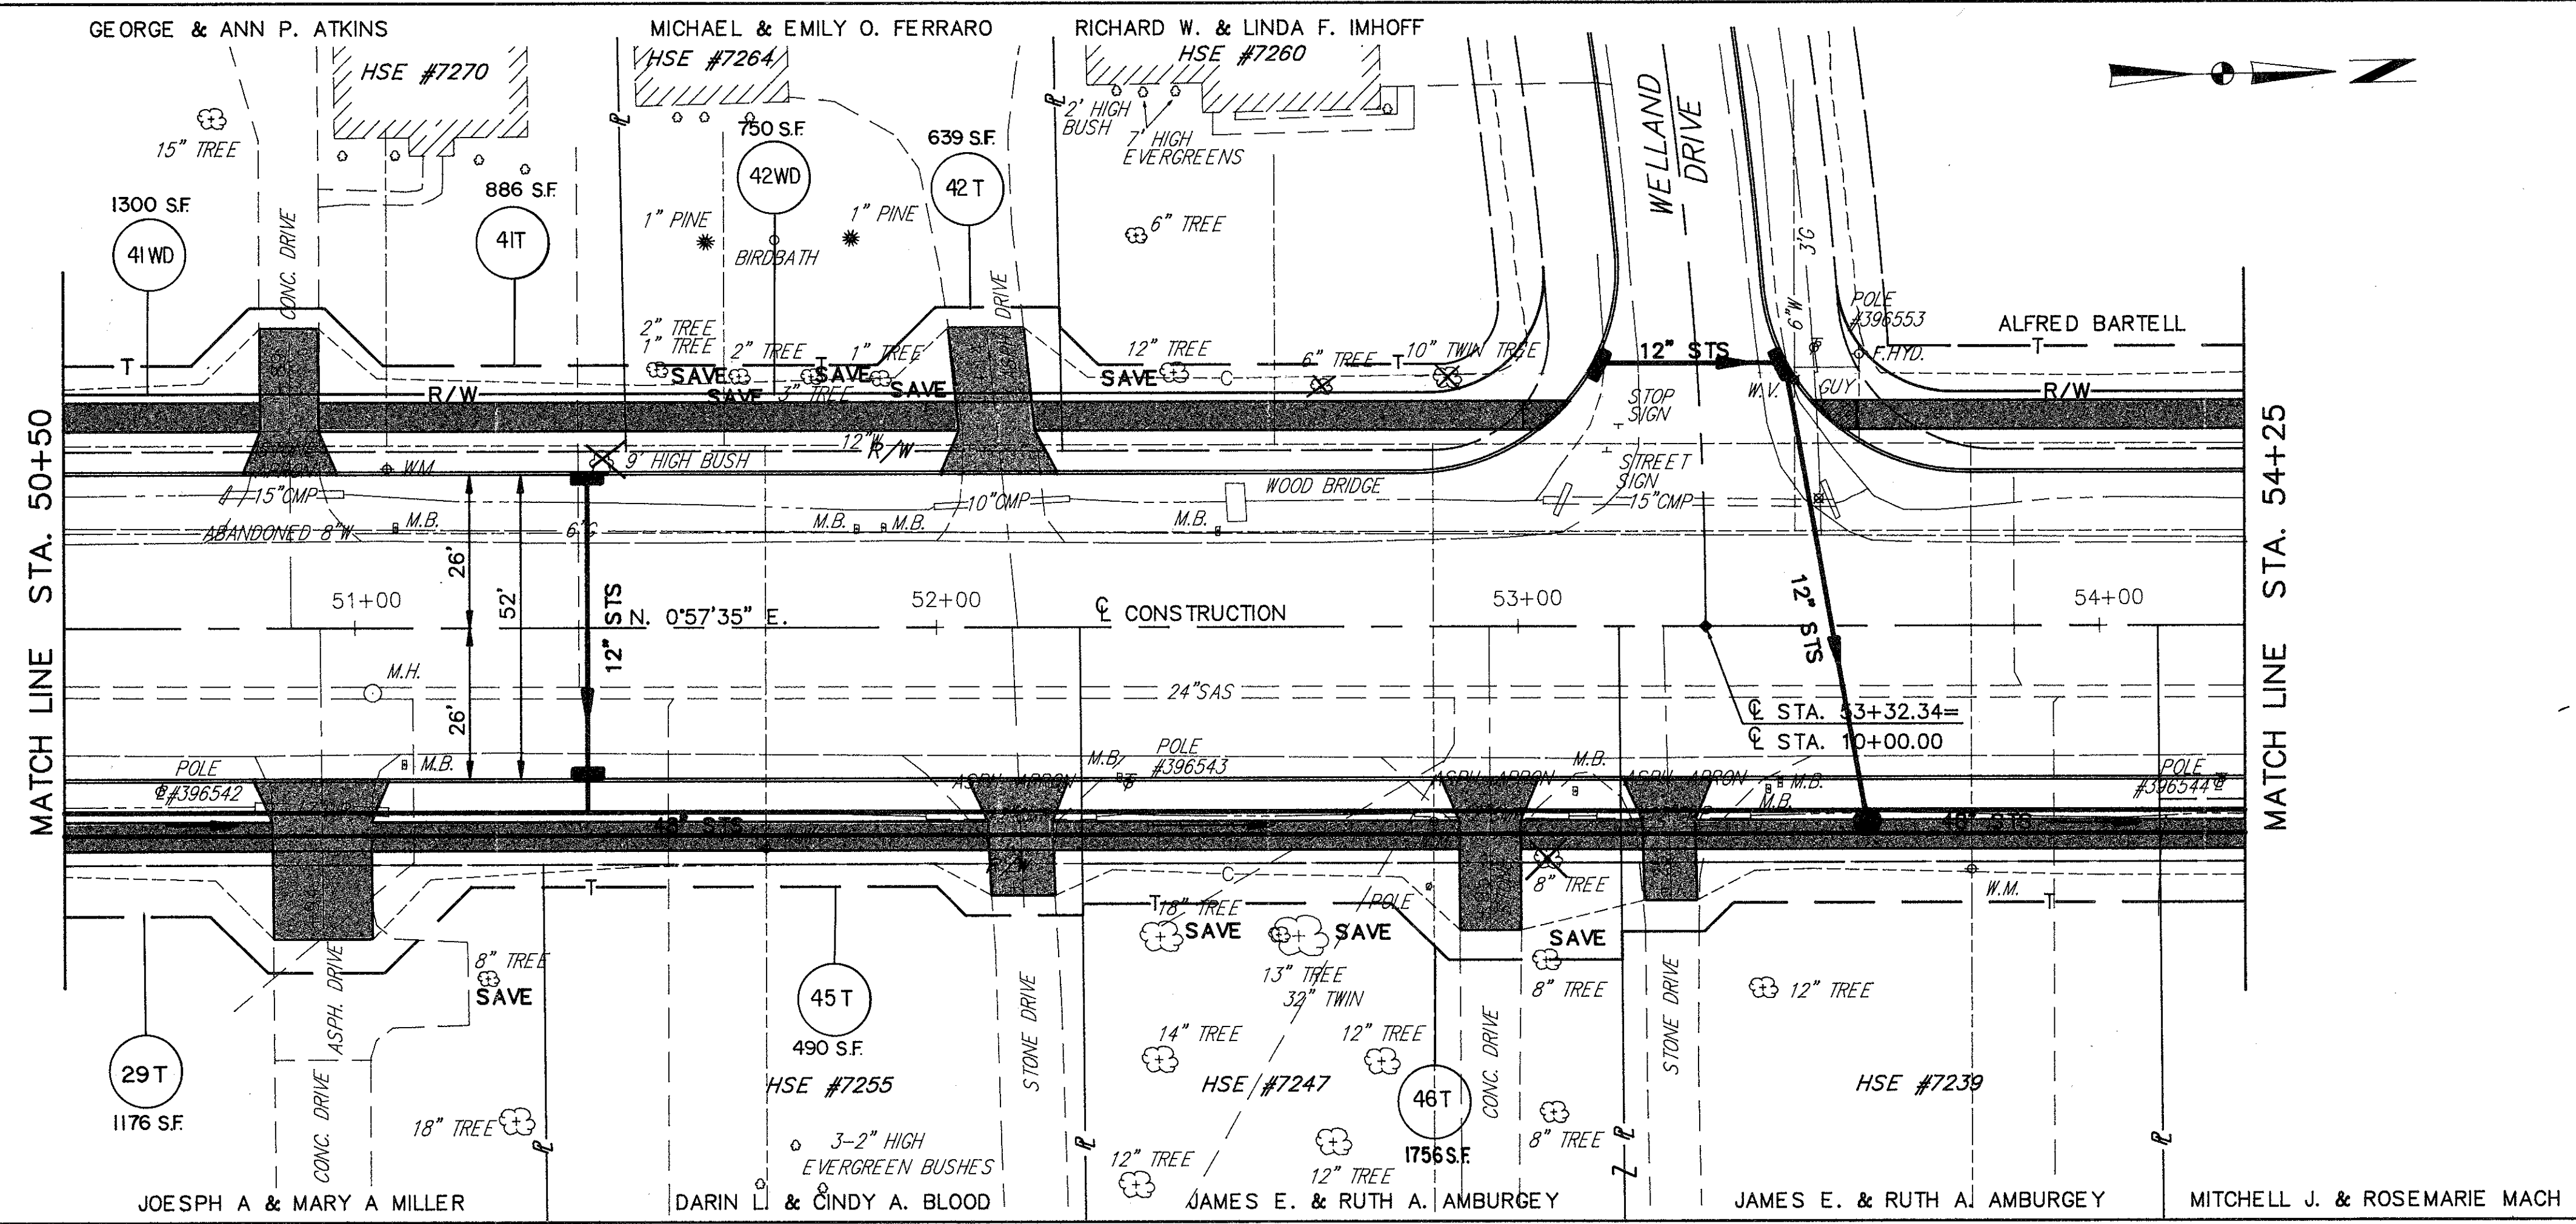 GEORGE & ANN P. ATKINS
MICHAEL & EMILY O. FERRARO
RICHARD W. & LINDA F. IMHOFF
HSE #7270
HSE #7264
HSE #7260
WELLAND
DRIVE
2' HIGH
BUSH
7' HIGH
EVERGREENS
15" TREE
750 S.F.
42WD
639 S.F.
42T
886 S.F.
41T
1300 S.F.
41WD
CONC. DRIVE
1" PINE
1" PINE
BIRDBATH
6" TREE
ASPH. DRIVE
3'G
6"W
POLE
#396553
F.HYD.
ALFRED BARTELL
2" TREE
1" TREE
2" TREE
1" TREE
12" TREE
6" TREE
10" TWIN TREE
T
T
T
T
SAVE
SAVE
SAVE
SAVE
SAVE
3" TREE
C
12" STS
W.V.
GUY
STOP
SIGN
R/W
R/W
12"W
R/W
9' HIGH BUSH
W.M.
STREET
SIGN
15"CMP
10"CMP
WOOD BRIDGE
15"CMP
ABANDONED 8"W
M.B.
6"G
M.B.
M.B.
M.B.
MATCH LINE STA. 50+50
MATCH LINE STA. 54+25
26'
52'
26'
12" STS
51+00
52+00
53+00
54+00
N. 0°57'35" E.
℄ CONSTRUCTION
12" STS
M.H.
24"SAS
℄ STA. 53+32.34=
℄ STA. 10+00.00
POLE
#396542
M.B.
M.B.
POLE
#396543
M.B.
M.B.
M.B.
POLE
#396544
ASPH. APRON
ASPH. APRON
ASPH. APRON
48" STS
48" STS
T
C
T
T
8" TREE
W.M.
POLE
18" TREE
SAVE
SAVE
SAVE
13" TREE
32" TWIN
8" TREE
12" TREE
8" TREE
SAVE
ASPH. DRIVE
CONC. DRIVE
STONE DRIVE
CONC. DRIVE
STONE DRIVE
45T
490 S.F.
29T
1176 S.F.
14" TREE
12" TREE
HSE #7255
HSE #7247
HSE #7239
46T
1756 S.F.
18" TREE
3-2" HIGH
EVERGREEN BUSHES
12" TREE
12" TREE
8" TREE
JOESPH A & MARY A MILLER
DARIN L. & CINDY A. BLOOD
JAMES E. & RUTH A. AMBURGEY
JAMES E. & RUTH A. AMBURGEY
MITCHELL J. & ROSEMARIE MACH